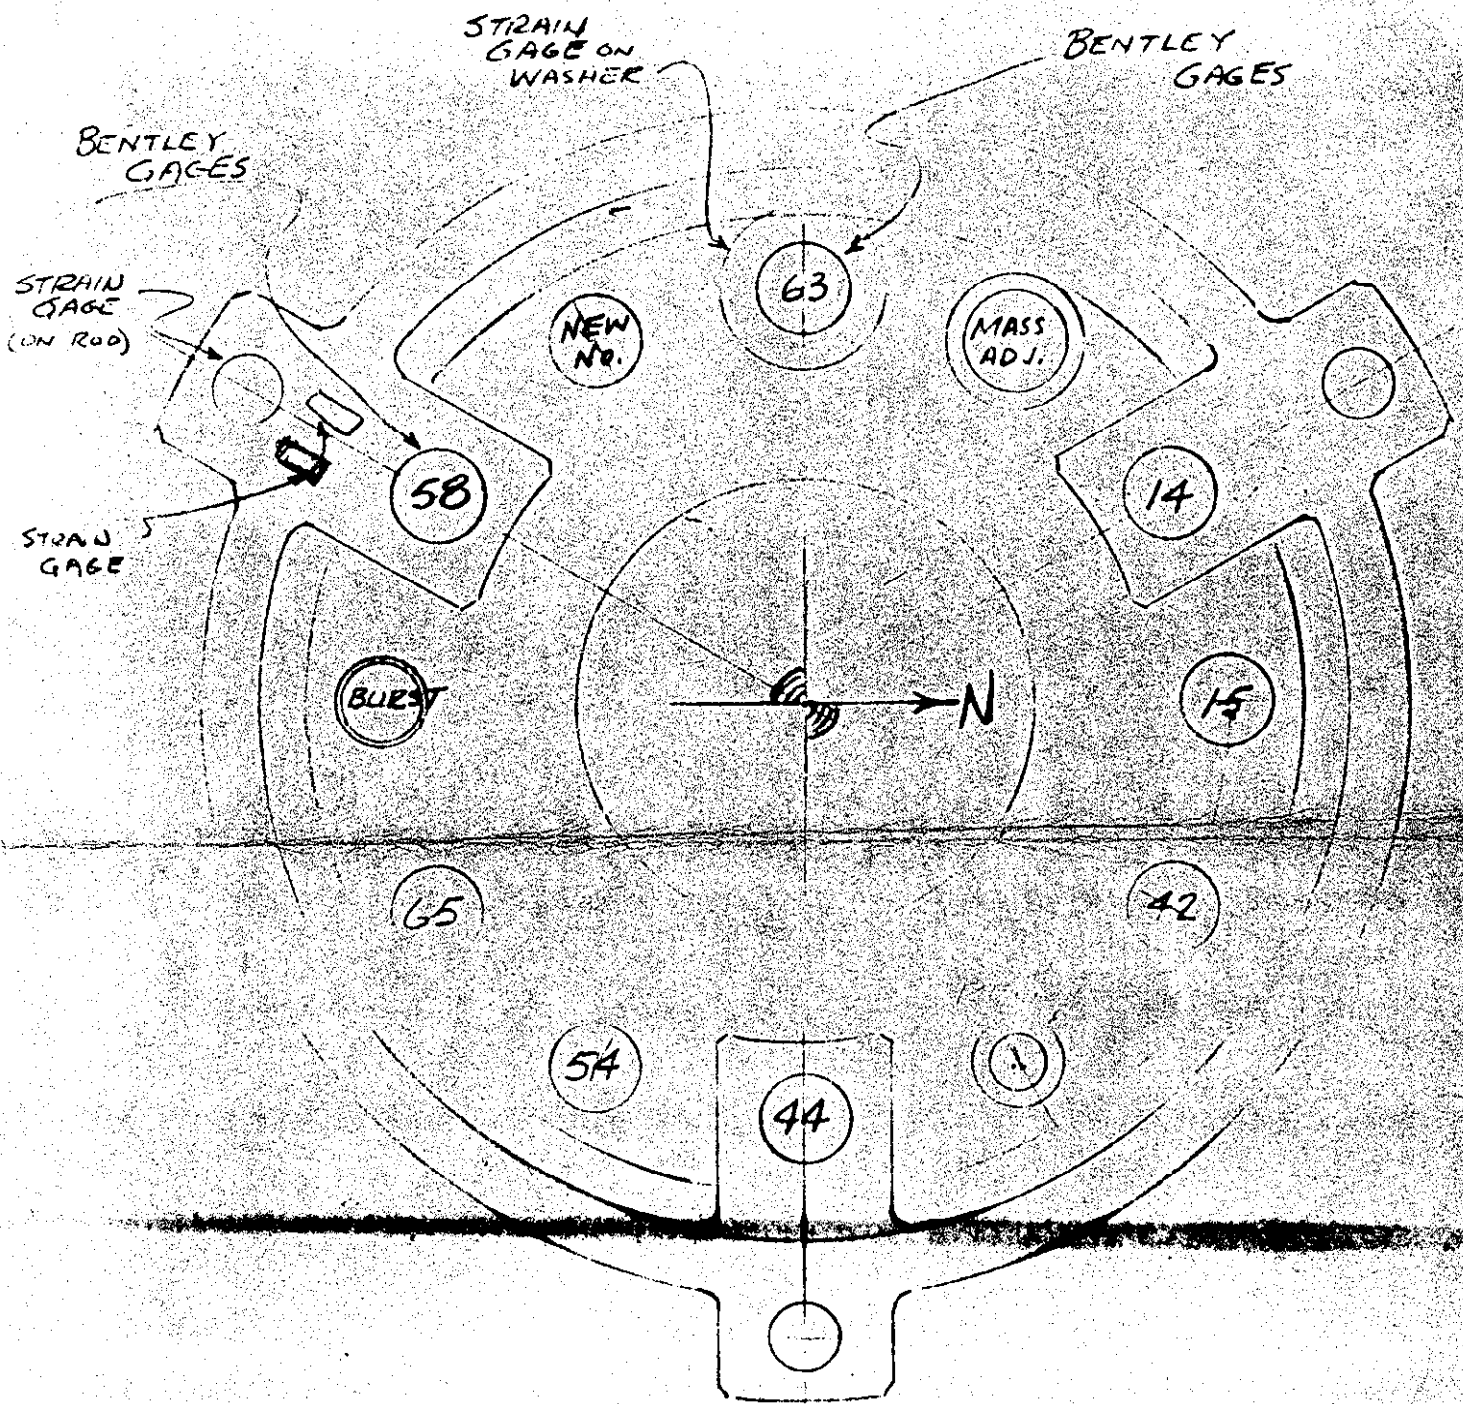 STRAIN
GAGE ON
WASHER
BENTLEY
GAGES
BENTLEY
GAGES
STRAIN
GAGE
(ON ROD)
63
NEW
NO.
MASS
ADJ.
58
14
STRAIN
GAGE
BURST
N
15
65
42
54
44